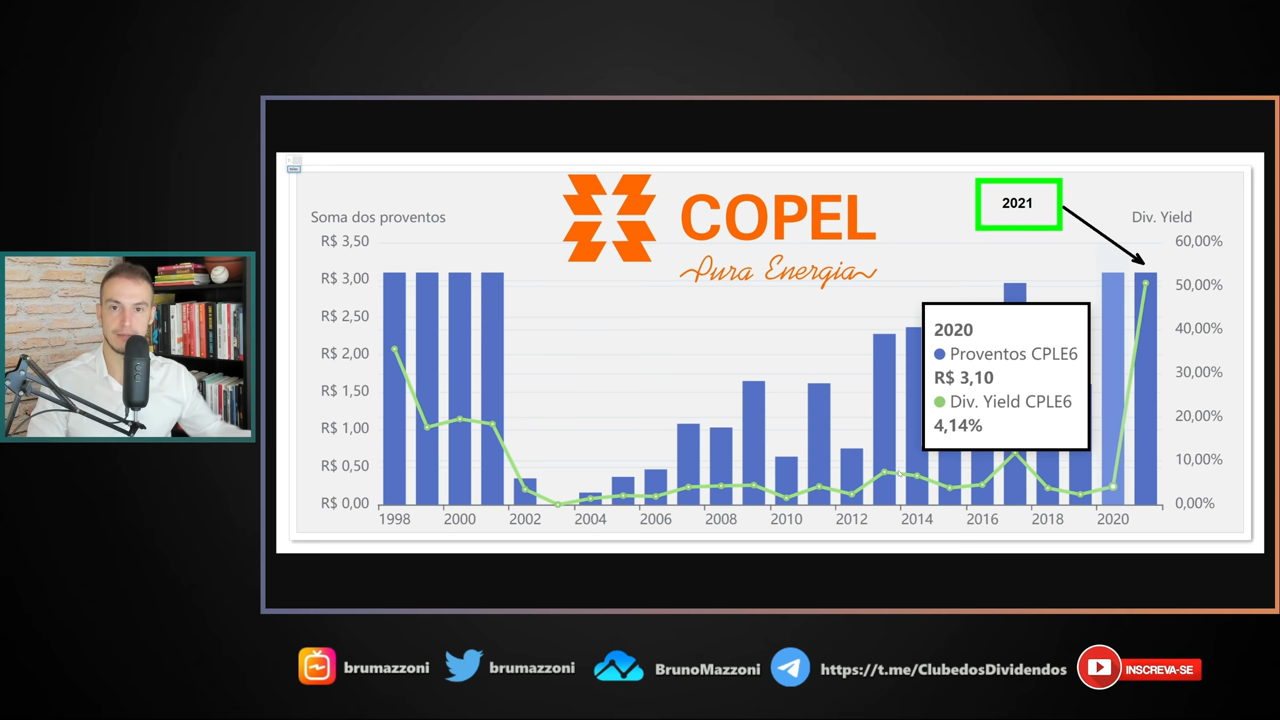 COPEL
Pura Energia
2021
Soma dos proventos
Div. Yield
R$ 3,50
R$ 3,00
R$ 2,50
R$ 2,00
R$ 1,50
R$ 1,00
R$ 0,50
R$ 0,00
60,00%
50,00%
40,00%
30,00%
20,00%
10,00%
0,00%
2020
Proventos CPLE6
R$ 3,10
Div. Yield CPLE6
4,14%
1998 2000 2002 2004 2006 2008 2010 2012 2014 2016 2018 2020
brumazzoni
brumazzoni
BrunoMazzoni
https://t.me/ClubedosDividendos
INSCREVA-SE